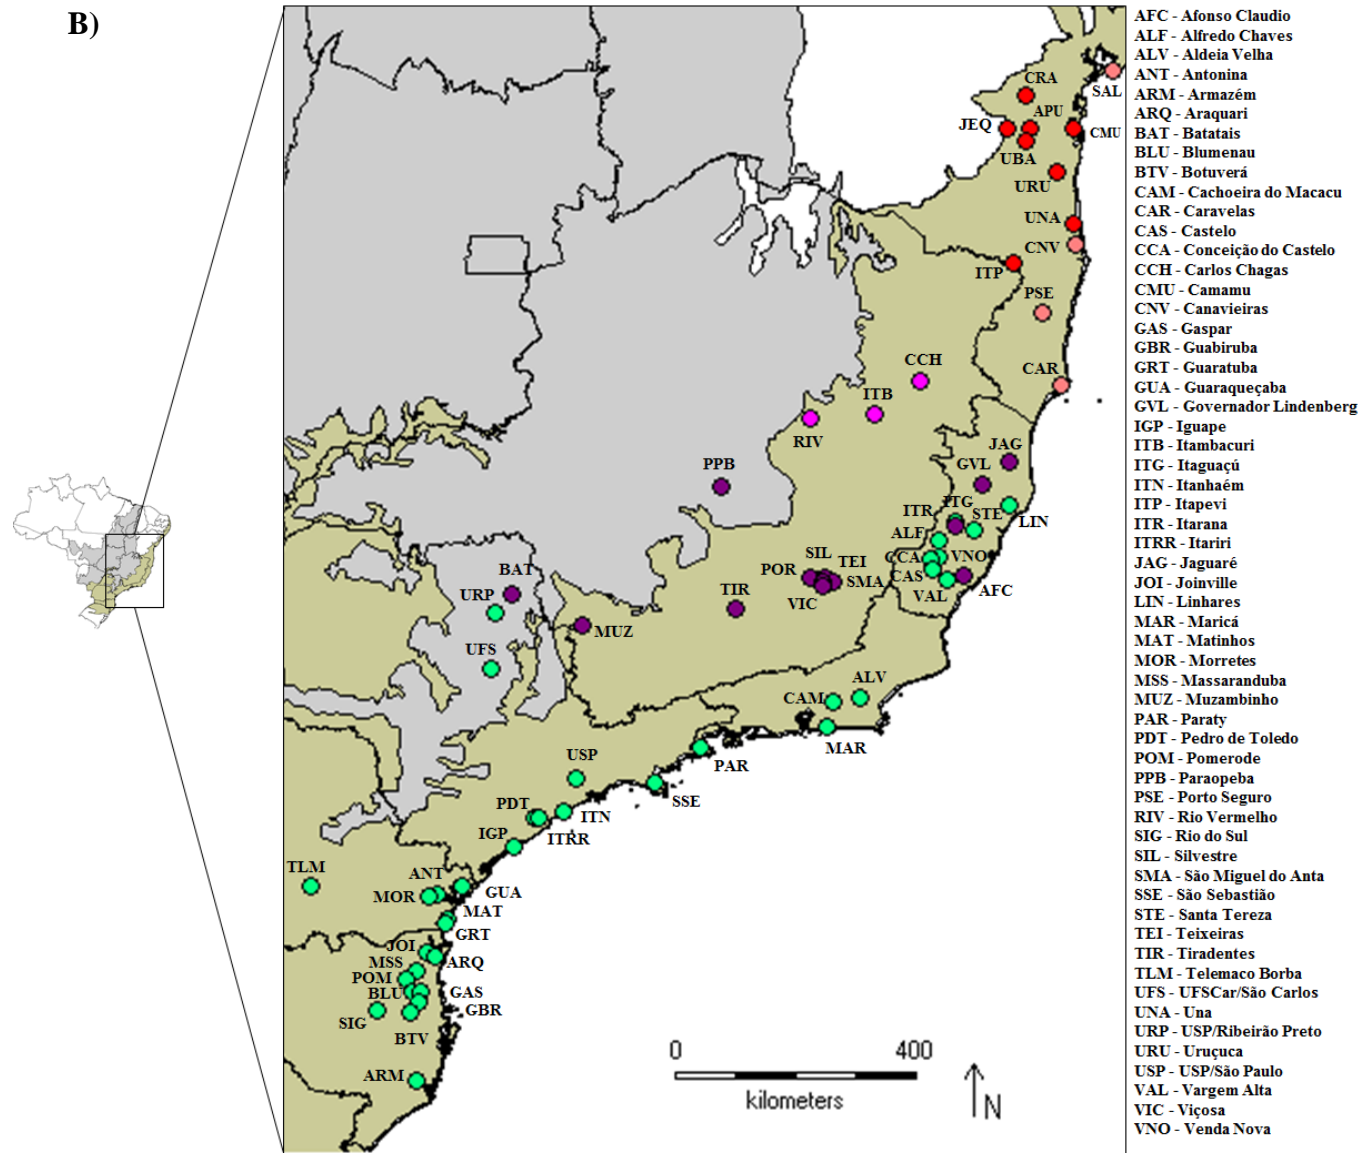 B)
CRA
SAL
APU
JEQ
CMU
UBA
URU
UNA
CNV
ITP
PSE
CCH
CAR
ITB
RIV
JAG
GVL
PPB
ITG
ITR
STE
LIN
ALF
SIL
TEI
CCA
VNO
POR
SMA
CAS
AFC
BAT
VAL
URP
TIR
VIC
MUZ
UFS
ALV
CAM
MAR
USP
PAR
SSE
PDT
ITN
IGP
ITRR
TLM
ANT
GUA
MOR
MAT
GRT
JOI
ARQ
MSS
POM
BLU
GAS
GBR
SIG
BTV
ARM
0 400
kilometers
N
AFC - Afonso Claudio
ALF - Alfredo Chaves
ALV - Aldeia Velha
ANT - Antonina
ARM - Armazém
ARQ - Araquari
BAT - Batatais
BLU - Blumenau
BTV - Botuverá
CAM - Cachoeira do Macacu
CAR - Caravelas
CAS - Castelo
CCA - Conceição do Castelo
CCH - Carlos Chagas
CMU - Camamu
CNV - Canavieiras
GAS - Gaspar
GBR - Guabiruba
GRT - Guaratuba
GUA - Guaraqueçaba
GVL - Governador Lindenberg
IGP - Iguape
ITB - Itambacuri
ITG - Itaguaçú
ITN - Itanhaém
ITP - Itapevi
ITR - Itarana
ITRR - Itariri
JAG - Jaguaré
JOI - Joinville
LIN - Linhares
MAR - Maricá
MAT - Matinhos
MOR - Morretes
MSS - Massaranduba
MUZ - Muzambinho
PAR - Paraty
PDT - Pedro de Toledo
POM - Pomerode
PPB - Paraopeba
PSE - Porto Seguro
RIV - Rio Vermelho
SIG - Rio do Sul
SIL - Silvestre
SMA - São Miguel do Anta
SSE - São Sebastião
STE - Santa Tereza
TEI - Teixeiras
TIR - Tiradentes
TLM - Telemaco Borba
UFS - UFSCar/São Carlos
UNA - Una
URP - USP/Ribeirão Preto
URU - Uruçuca
USP - USP/São Paulo
VAL - Vargem Alta
VIC - Viçosa
VNO - Venda Nova